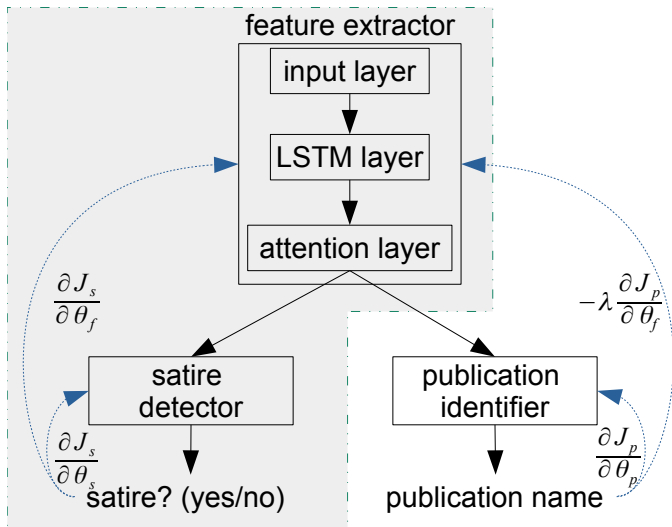 feature extractor
input layer
LSTM layer
attention layer
∂ J_s / ∂ θ_f
−λ ∂ J_p / ∂ θ_f
satire
detector
publication
identifier
∂ J_s / ∂ θ_s
∂ J_p / ∂ θ_p
satire? (yes/no)
publication name